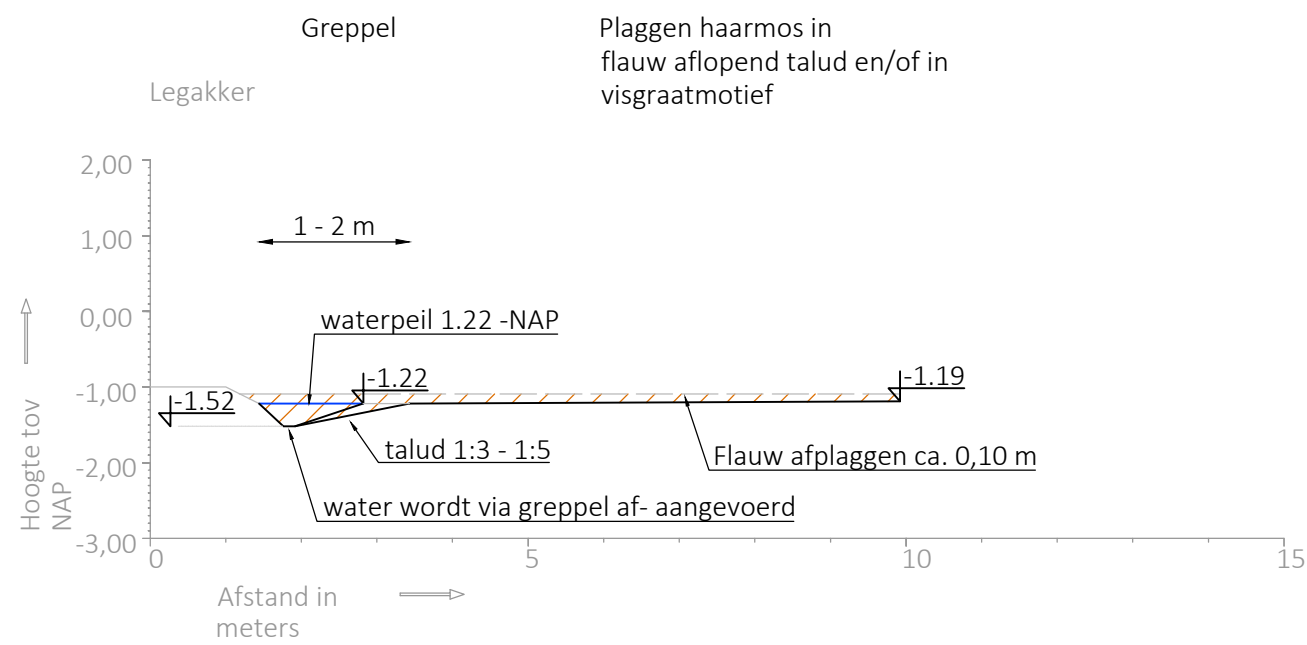 Greppel
Plaggen haarmos in
flauw aflopend talud en/of in
visgraatmotief
Legakker
2,00
1,00
0,00
-1,00
-2,00
-3,00
Hoogte tov
NAP
1 - 2 m
waterpeil 1.22 -NAP
-1.22
-1.19
-1.52
talud 1:3 - 1:5
Flauw afplaggen ca. 0,10 m
water wordt via greppel af- aangevoerd
0
5
10
15
Afstand in
meters